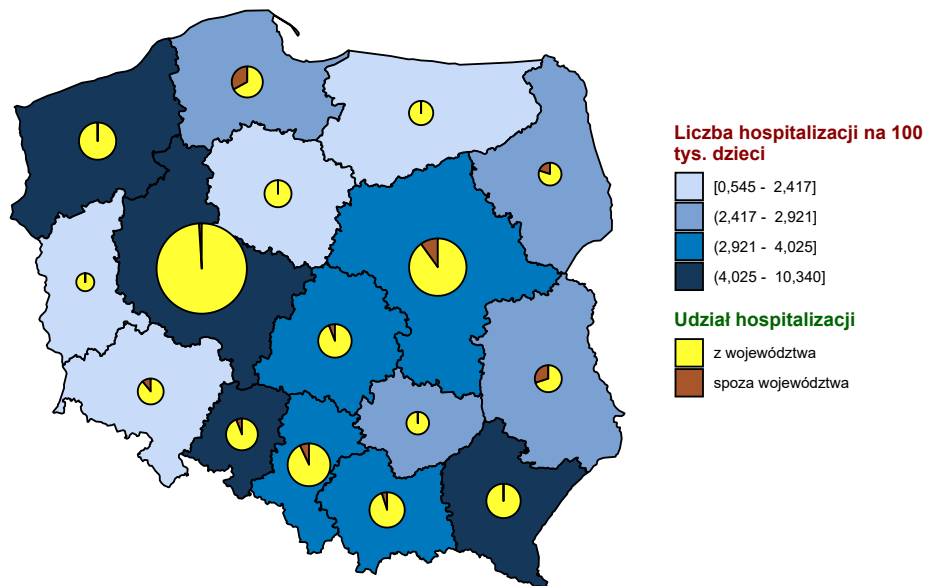 Liczba hospitalizacji na 100
tys. dzieci
[0,545 - 2,417]
(2,417 - 2,921]
(2,921 - 4,025]
(4,025 - 10,340]
Udział hospitalizacji
z województwa
spoza województwa